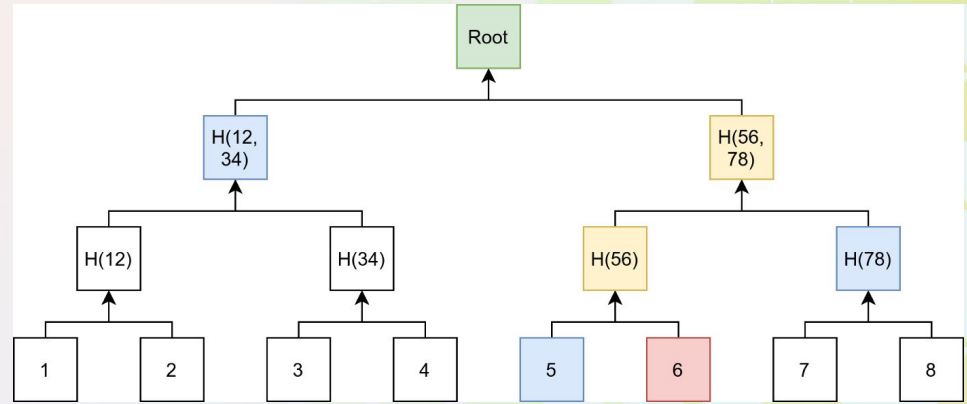 Root
H(12,
34)
H(56,
78)
H(12)
H(34)
H(56)
H(78)
1
2
3
4
5
6
7
8